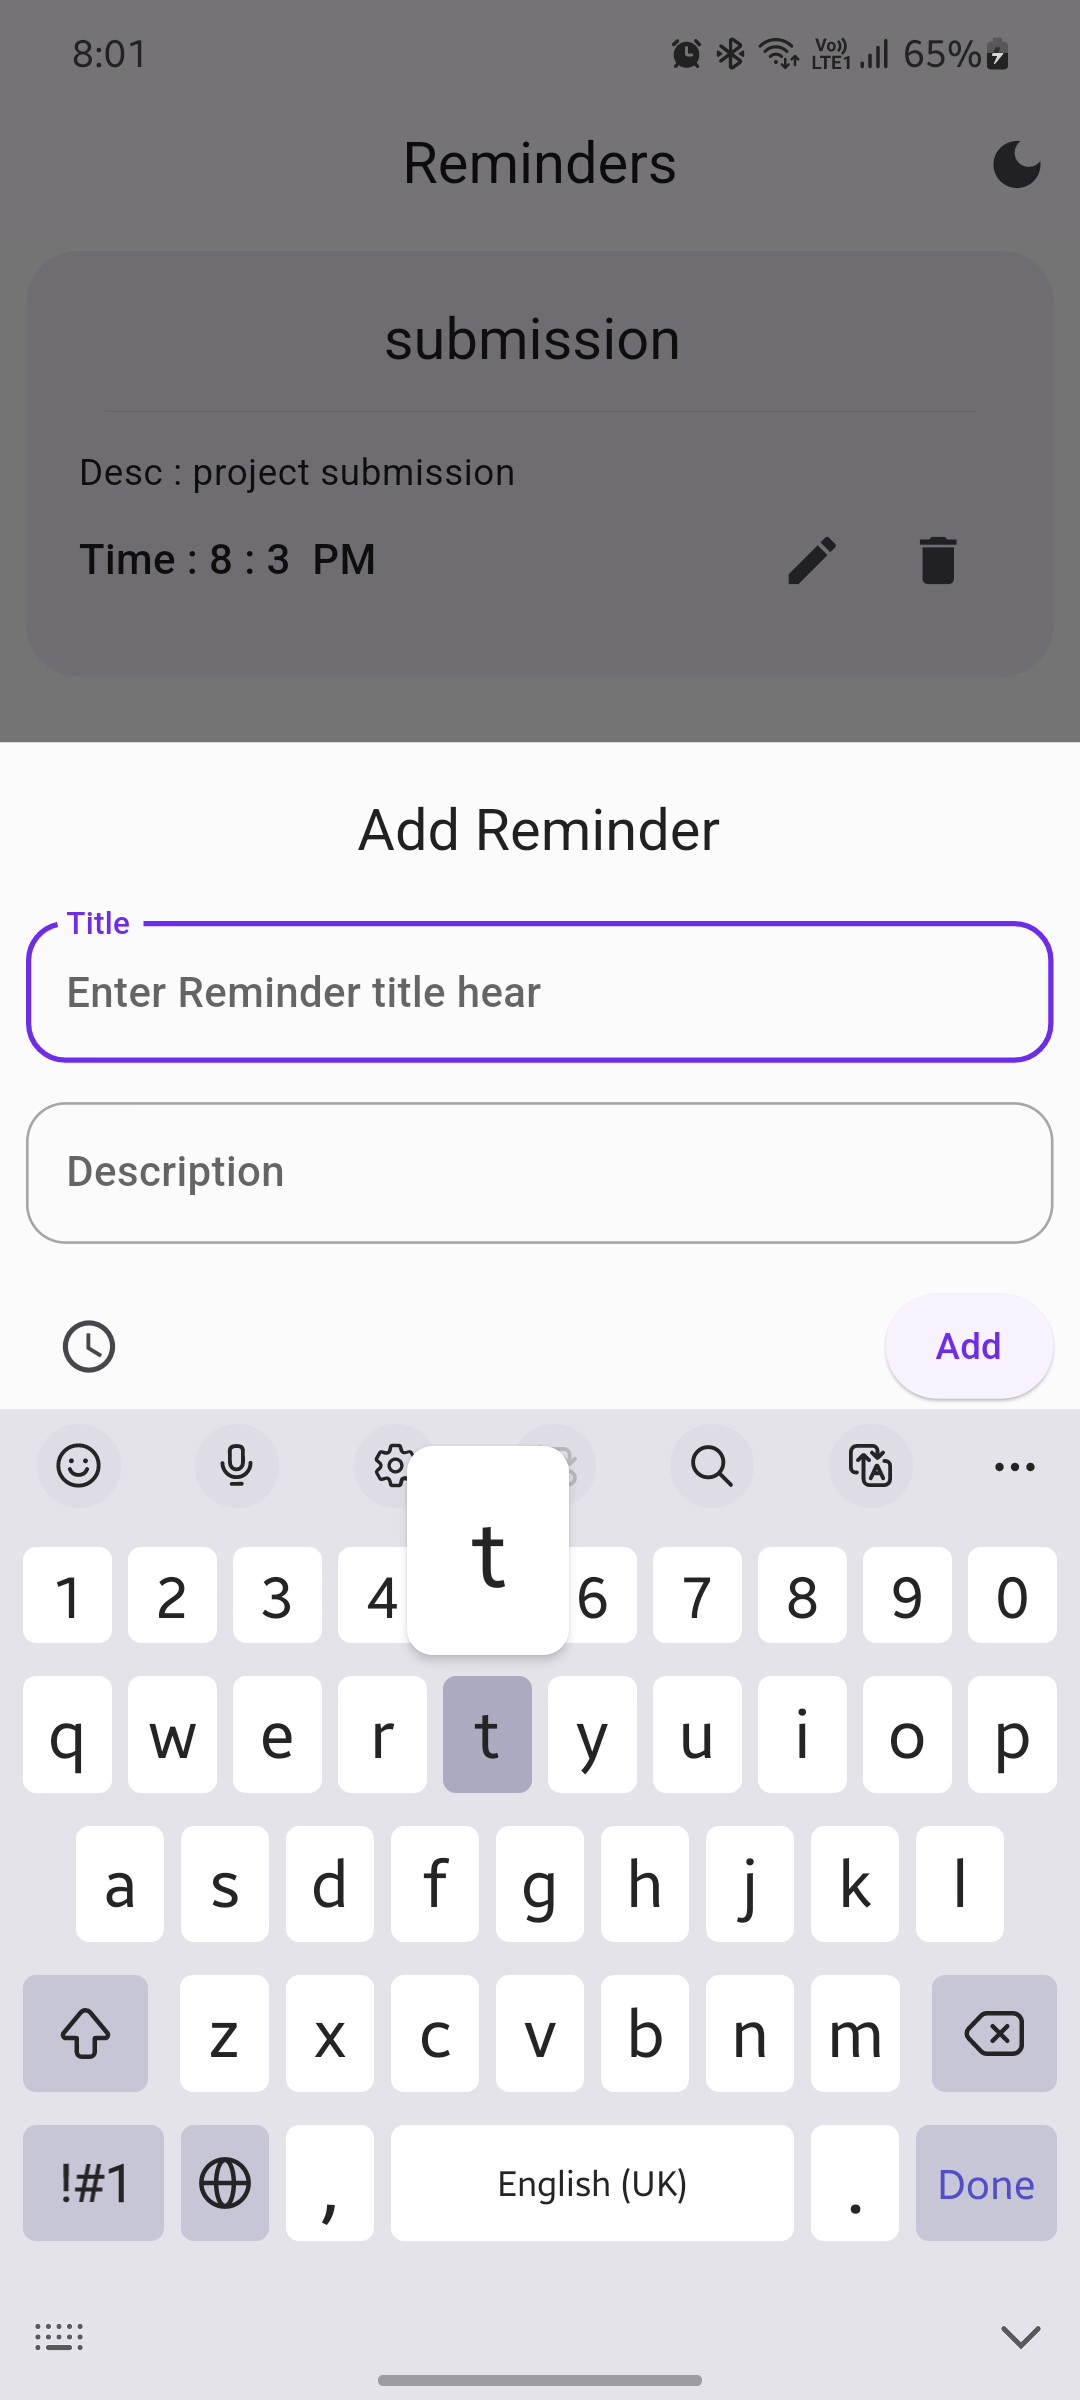 8:01 Vo)) LTE1 65%
Reminders
submission
Desc : project submission
Time : 8 : 3 PM
Add Reminder
Title
Enter Reminder title hear
Description
Add
t
1 2 3 4 6 7 8 9 0
q w e r t y u i o p
a s d f g h j k l
z x c v b n m
!#1 , English (UK) . Done